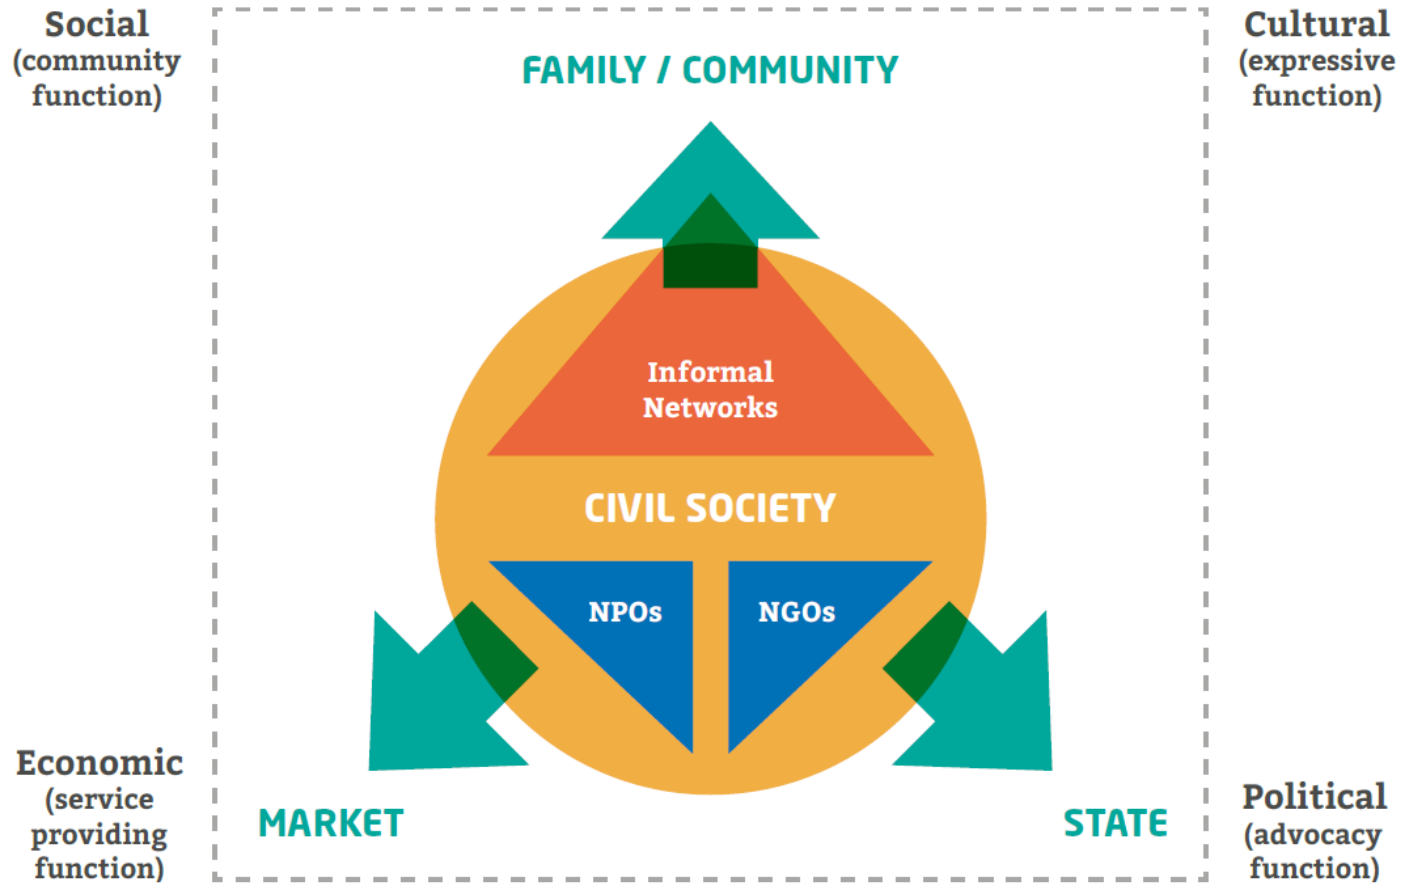 Social
(community
function)
FAMILY / COMMUNITY
Cultural
(expressive
function)
Informal
Networks
CIVIL SOCIETY
NPOs
NGOs
Economic
(service
providing
function)
MARKET
STATE
Political
(advocacy
function)